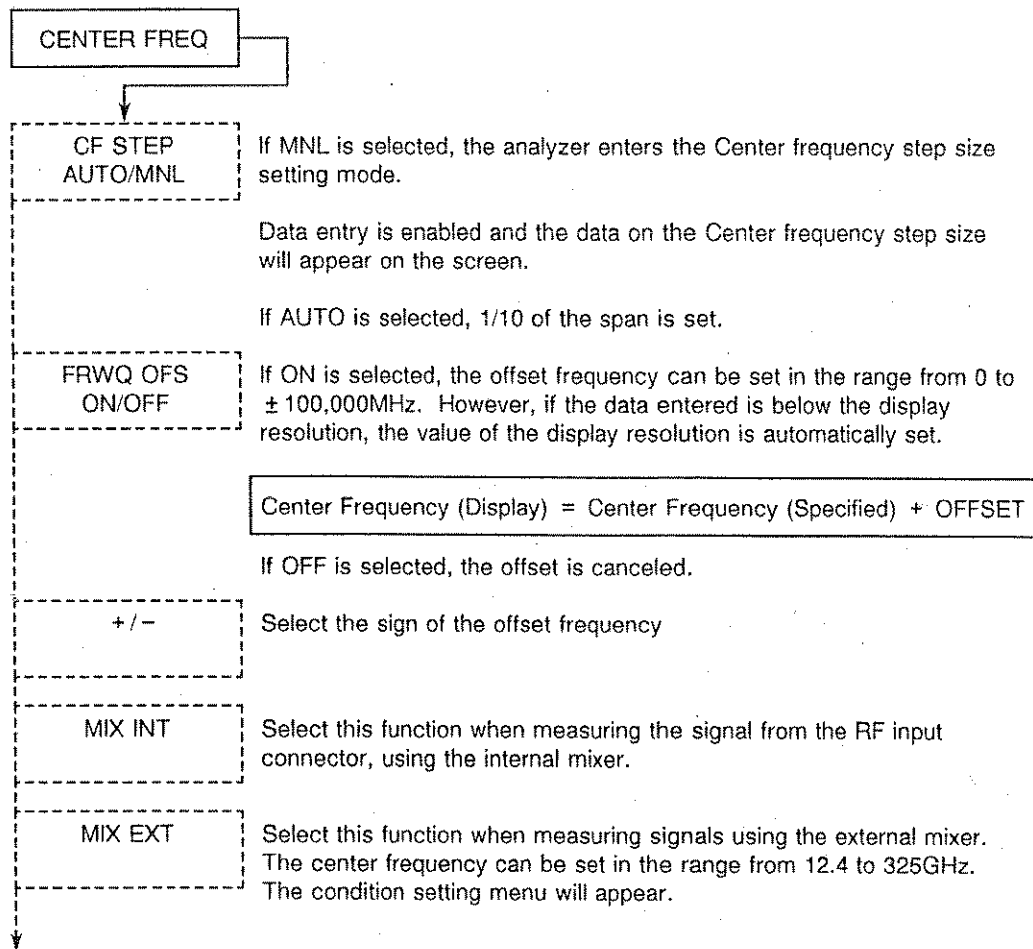 CENTER FREQ
CF STEP
AUTO/MNL
If MNL is selected, the analyzer enters the Center frequency step size
setting mode.
Data entry is enabled and the data on the Center frequency step size
will appear on the screen.
If AUTO is selected, 1/10 of the span is set.
FRWQ OFS
ON/OFF
If ON is selected, the offset frequency can be set in the range from 0 to
± 100,000MHz. However, if the data entered is below the display
resolution, the value of the display resolution is automatically set.
Center Frequency (Display) = Center Frequency (Specified) + OFFSET
If OFF is selected, the offset is canceled.
+/−
Select the sign of the offset frequency
MIX INT
Select this function when measuring the signal from the RF input
connector, using the internal mixer.
MIX EXT
Select this function when measuring signals using the external mixer.
The center frequency can be set in the range from 12.4 to 325GHz.
The condition setting menu will appear.